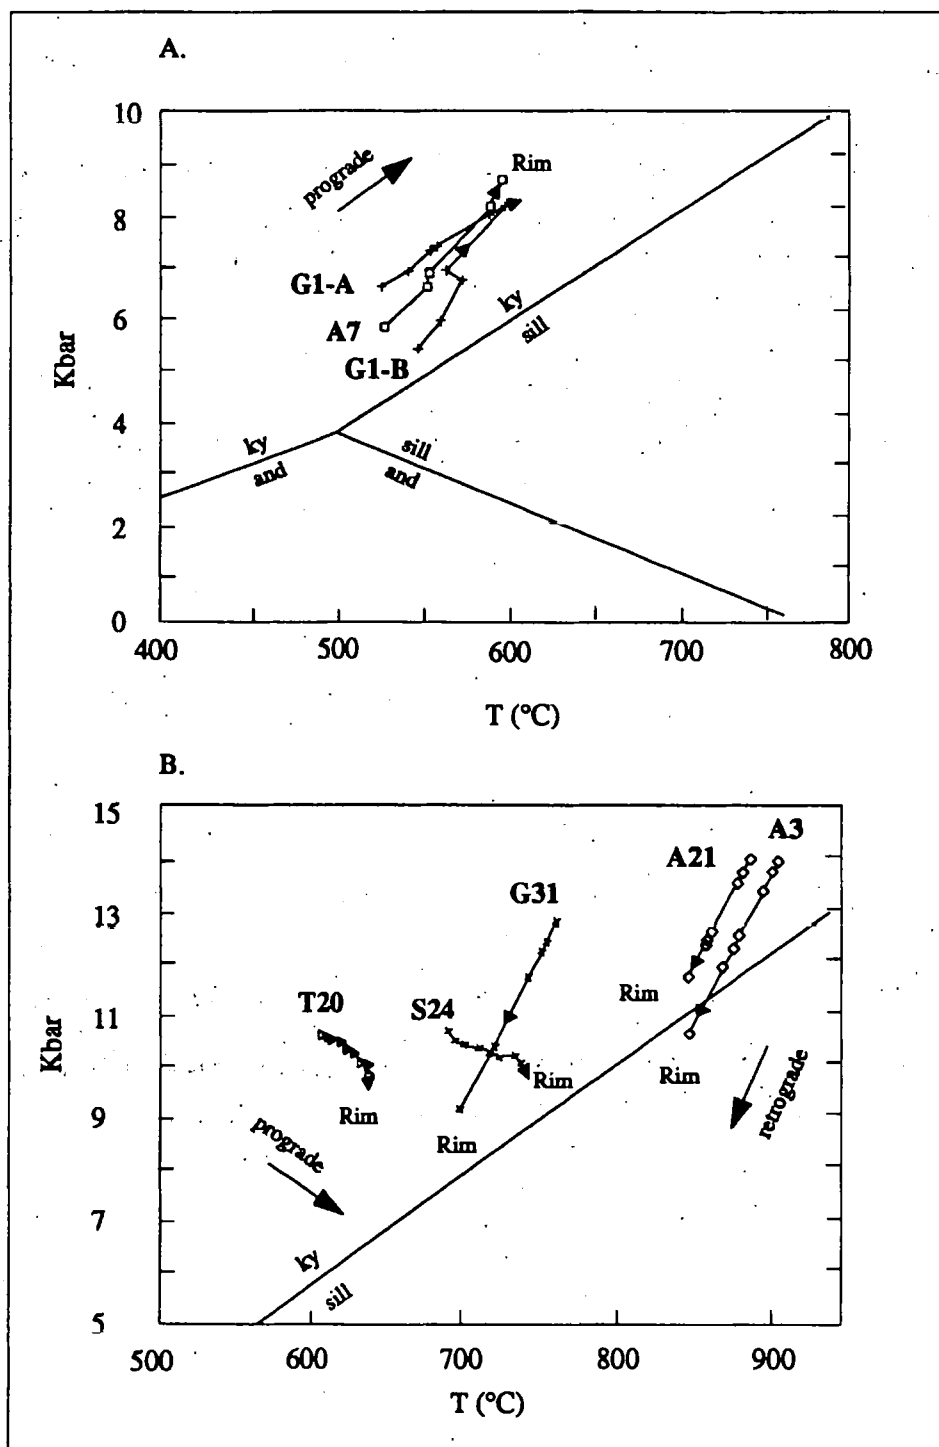 A.
10
8
6
4
2
0
Kbar
prograde
Rim
G1-A
A7
G1-B
ky
sill
ky
and
sill
and
400
500
600
700
800
T (°C)
B.
15
13
11
9
7
5
Kbar
A3
A21
G31
T20
S24
Rim
Rim
Rim
Rim
Rim
prograde
retrograde
ky
sill
500
600
700
800
900
T (°C)